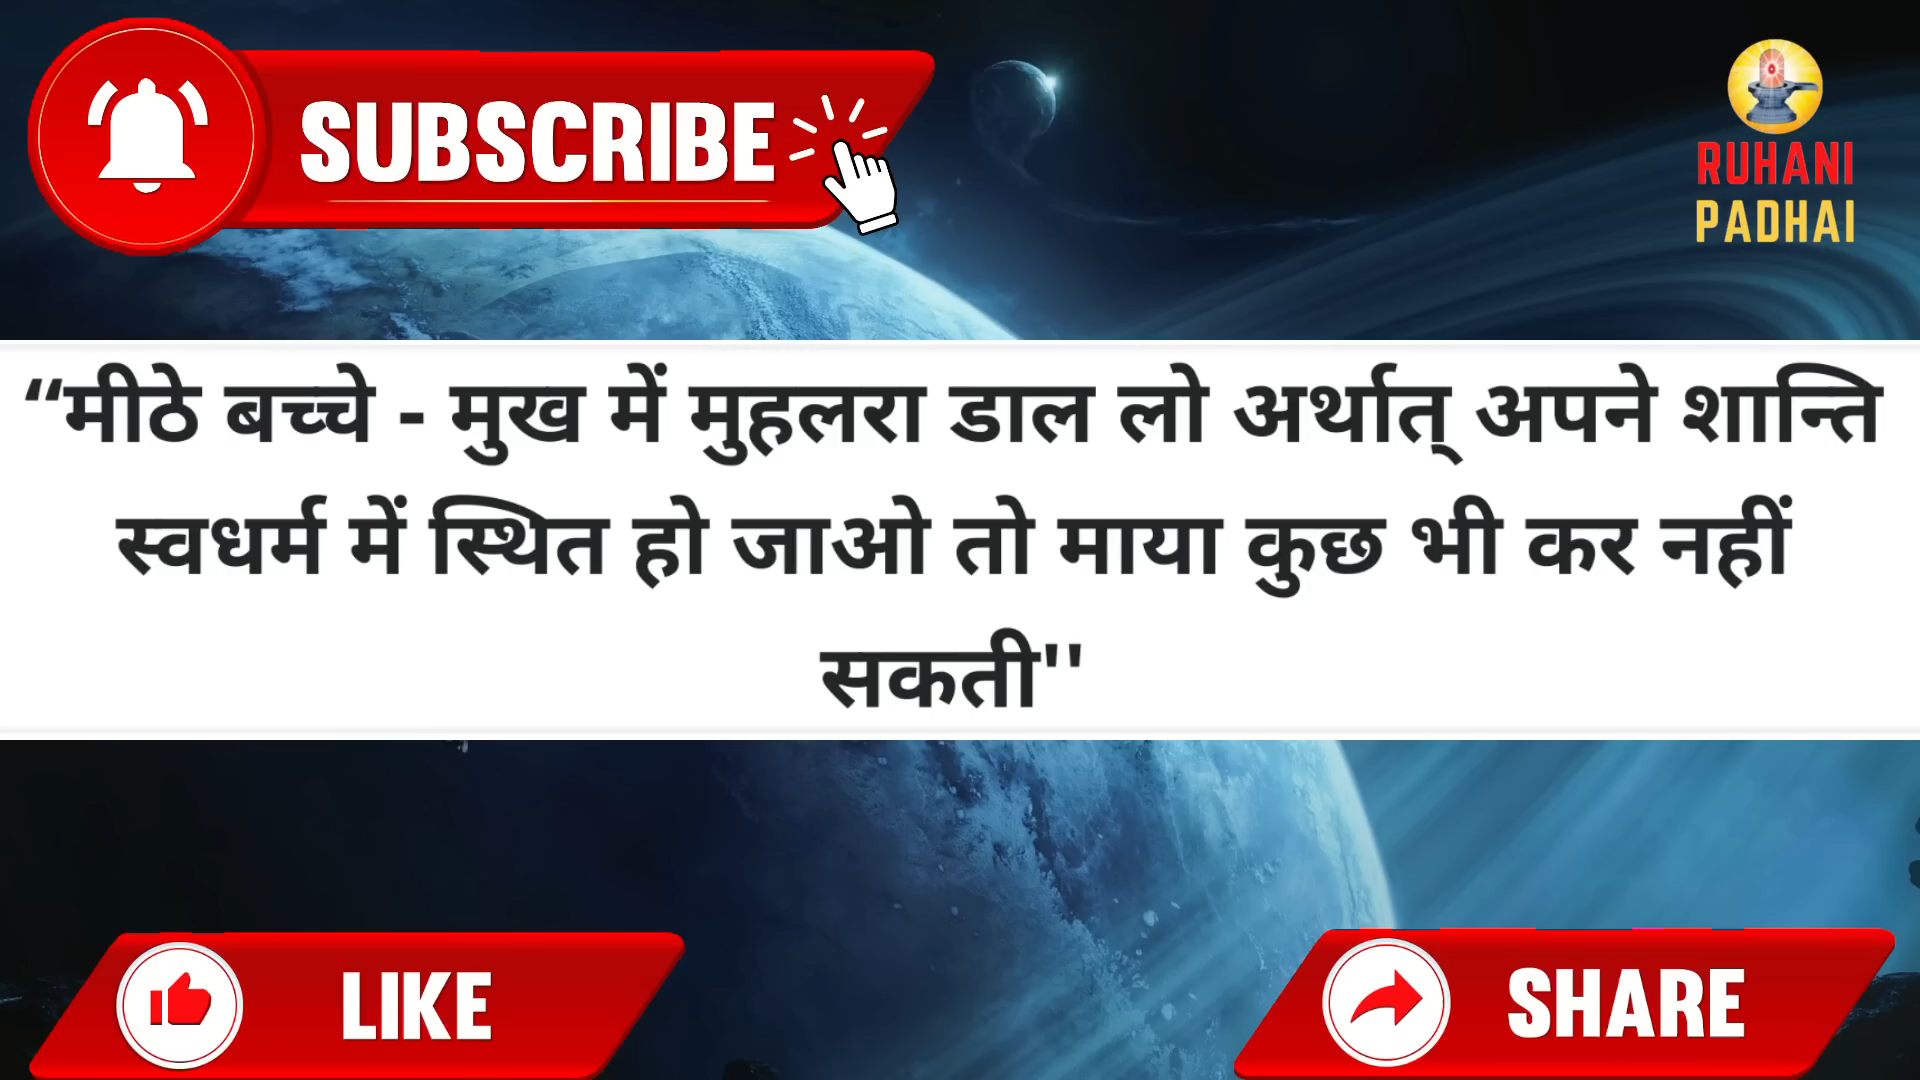 SUBSCRIBE
RUHANI
PADHAI
“मीठे बच्चे - मुख में मुहलरा डाल लो अर्थात् अपने शान्ति
स्वधर्म में स्थित हो जाओ तो माया कुछ भी कर नहीं
सकती''
LIKE
SHARE